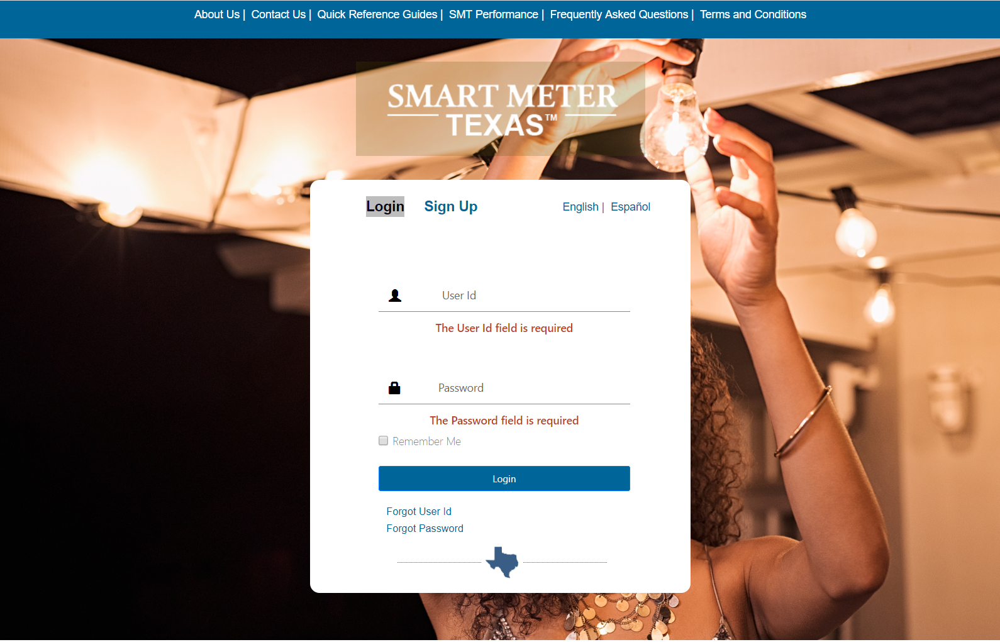 About Us | Contact Us | Quick Reference Guides | SMT Performance | Frequently Asked Questions | Terms and Conditions
SMART METER
TEXAS™
Login Sign Up English | Español
User Id
The User Id field is required
Password
The Password field is required
Remember Me
Login
Forgot User Id
Forgot Password